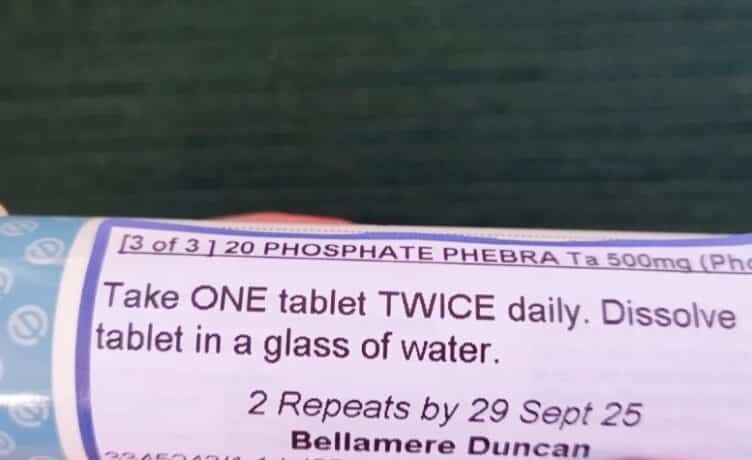 [3 of 3] 20 PHOSPHATE PHEBRA Ta 500mg (Pho
Take ONE tablet TWICE daily. Dissolve
tablet in a glass of water.
2 Repeats by 29 Sept 25
Bellamere Duncan